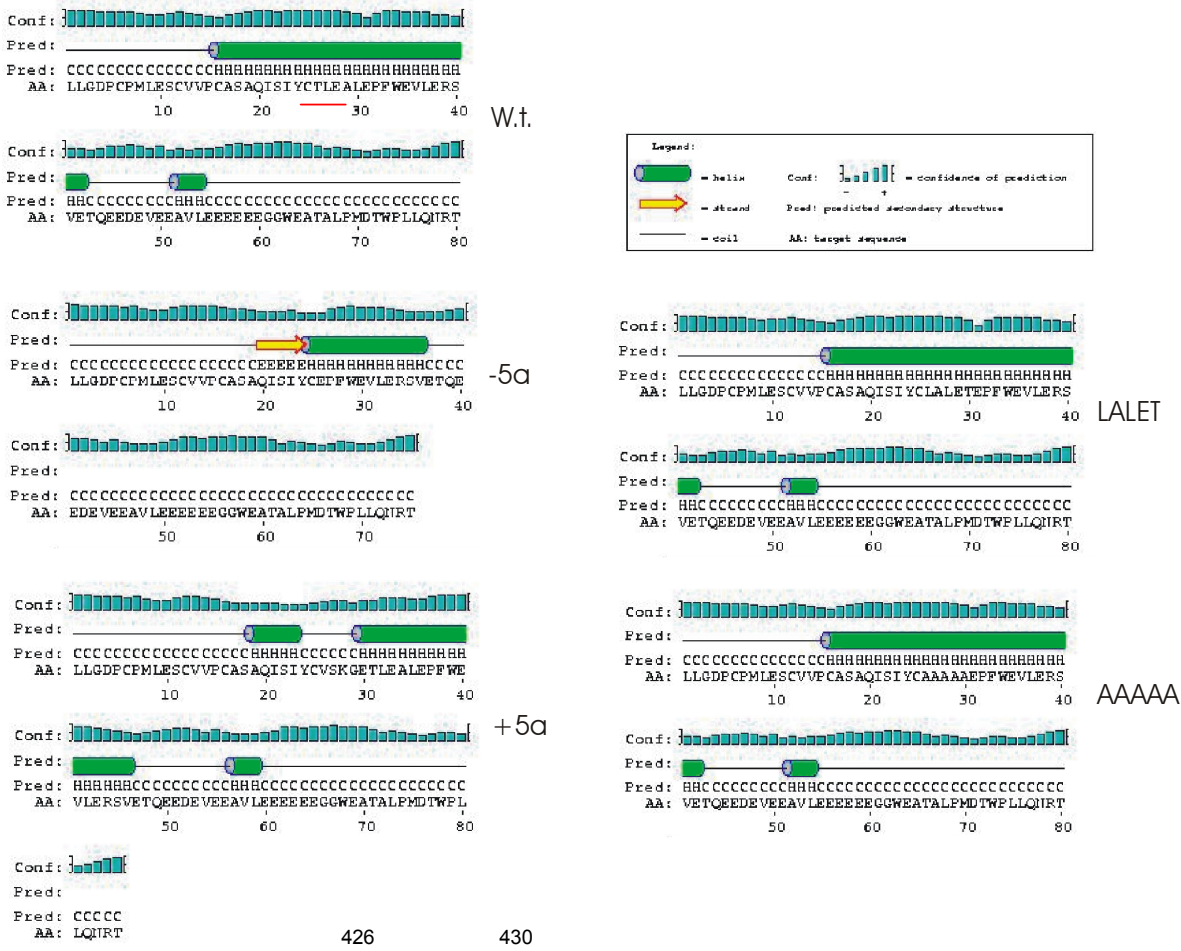 Conf:
Pred:
Pred: CCCCCCCCCCCCCCCHHHHHHHHHHHHHHHHHHHHHHHHH
AA: LLGDPCPMLESCVVPCASAQISIYCTLEALEPFWEVLERS
10 20 30 40
W.t.
Conf:
Pred:
Pred: HHCCCCCCCCCHHHCCCCCCCCCCCCCCCCCCCCCCCCCC
AA: VETQEEDEVEEAVLEEEEEEGGWEATALPMDTWPLLQNRT
50 60 70 80
Legend:
= helix Conf: - + = confidence of prediction
= strand Pred: predicted secondary structure
= coil AA: target sequence
Conf:
Pred:
Pred: CCCCCCCCCCCCCCCCCCCEEEEEHHHHHHHHHHHHCCCC
AA: LLGDPCPMLESCVVPCASAQISIYCEPFWEVLERSVETQE
10 20 30 40
-5a
Conf:
Pred:
Pred: CCCCCCCCCCCCCCCCCCCCCCCCCCCCCCCCCCC
AA: EDEVEEAVLEEEEEEGGWEATALPMDTWPLLQNRT
50 60 70
Conf:
Pred:
Pred: CCCCCCCCCCCCCCCHHHHHHHHHHHHHHHHHHHHHHHHH
AA: LLGDPCPMLESCVVPCASAQISIYCLALETEPFWEVLERS
10 20 30 40
LALET
Conf:
Pred:
Pred: HHCCCCCCCCCHHHCCCCCCCCCCCCCCCCCCCCCCCCCC
AA: VETQEEDEVEEAVLEEEEEEGGWEATALPMDTWPLLQNRT
50 60 70 80
Conf:
Pred:
Pred: CCCCCCCCCCCCCCCCCCHHHHHCCCCCCHHHHHHHHHHH
AA: LLGDPCPMLESCVVPCASAQISIYCVSKGETLEALEPFWE
10 20 30 40
+5a
Conf:
Pred:
Pred: HHHHHHCCCCCCCCCCHHHCCCCCCCCCCCCCCCCCCCCC
AA: VLERSVETQEEDEVEEAVLEEEEEEGGWEATALPMDTWPL
50 60 70 80
Conf:
Pred:
Pred: CCCCC
AA: LQNRT
426 430
Conf:
Pred:
Pred: CCCCCCCCCCCCCCCHHHHHHHHHHHHHHHHHHHHHHHHH
AA: LLGDPCPMLESCVVPCASAQISIYCAAAAAEPFWEVLERS
10 20 30 40
AAAAA
Conf:
Pred:
Pred: HHCCCCCCCCCHHHCCCCCCCCCCCCCCCCCCCCCCCCCC
AA: VETQEEDEVEEAVLEEEEEEGGWEATALPMDTWPLLQNRT
50 60 70 80